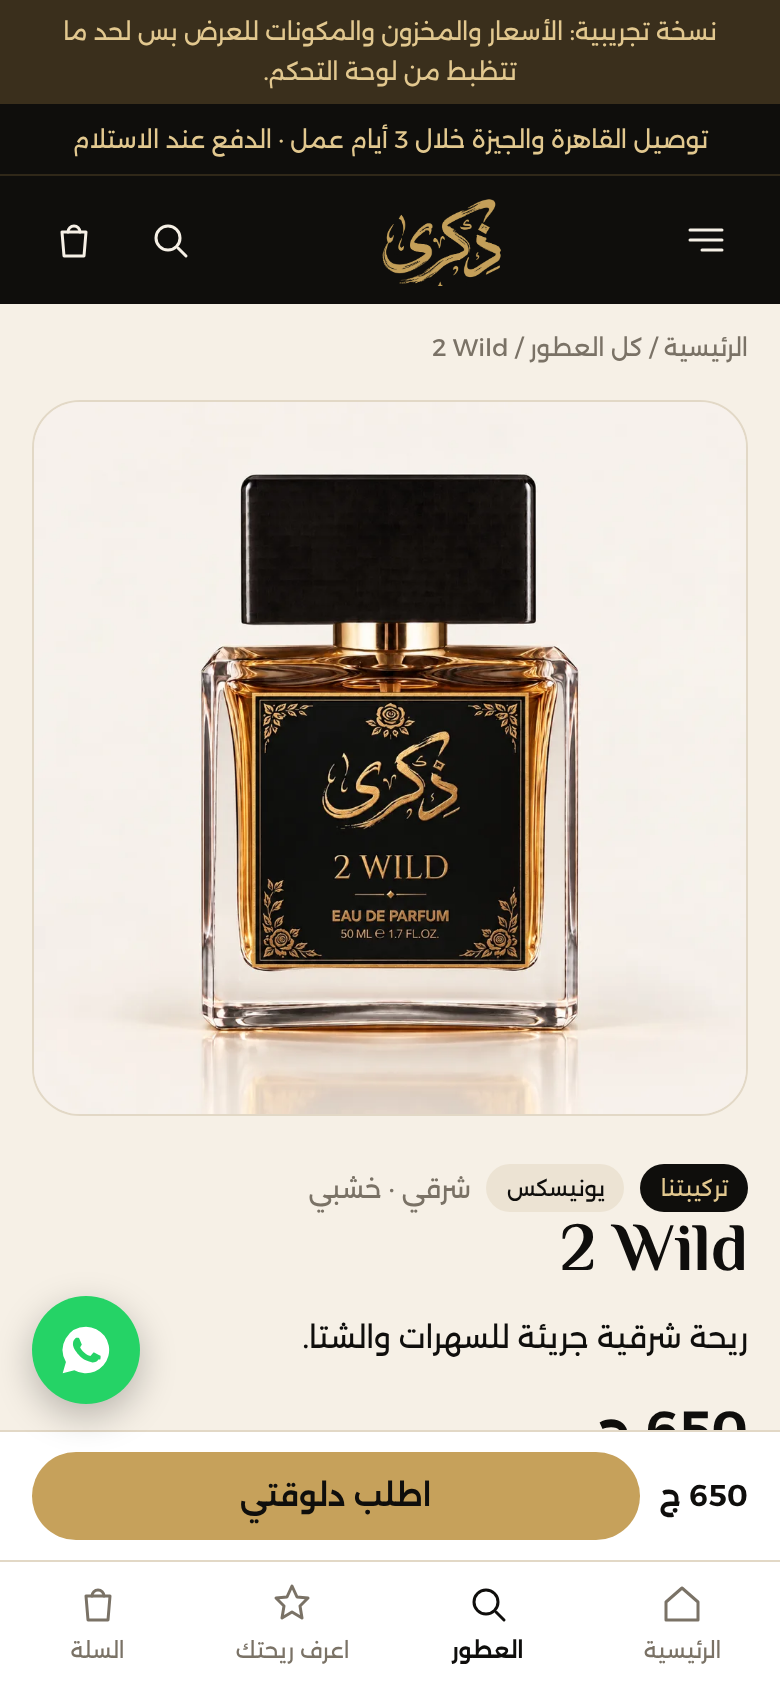 نسخة تجريبية: الأسعار والمخزون والمكونات للعرض بس لحد ما
تتظبط من لوحة التحكم.
توصيل القاهرة والجيزة خلال 3 أيام عمل · الدفع عند الاستلام
ذكرى
الرئيسية / كل العطور / 2 Wild
ذكرى
2 WILD
EAU DE PARFUM
50 ML ℮ 1.7 FL.OZ.
تركيبتنا يونيسكس شرقي · خشبي
2 Wild
ريحة شرقية جريئة للسهرات والشتا.
650 ج
650 ج اطلب دلوقتي
الرئيسية العطور اعرف ريحتك السلة